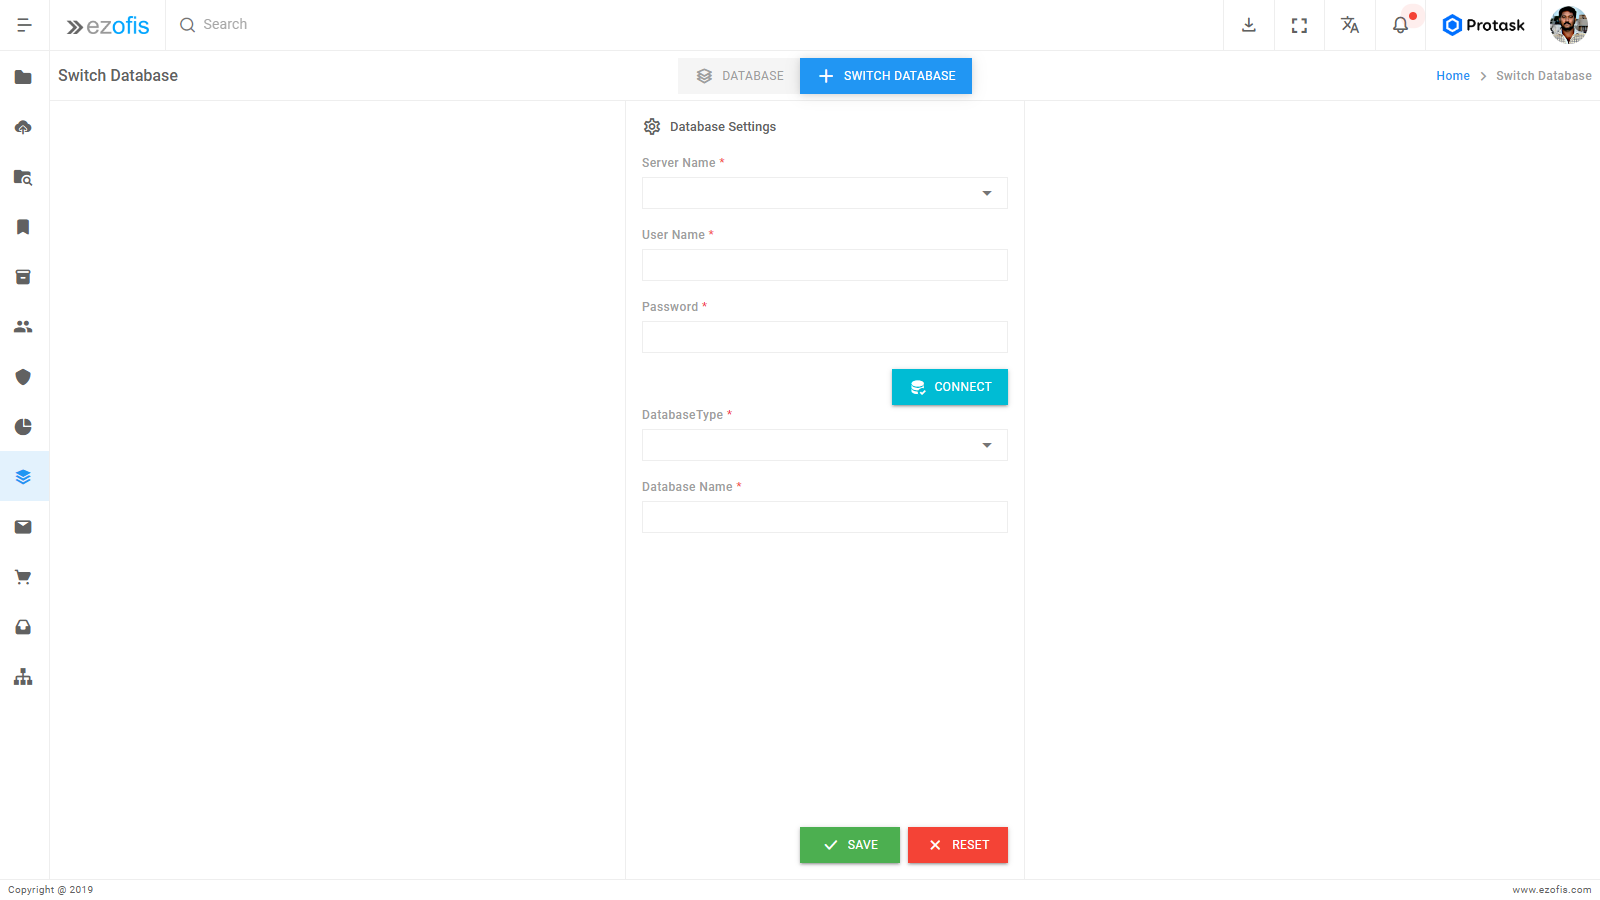 ezofis
Search
Protask
Switch Database
DATABASE
SWITCH DATABASE
Home > Switch Database
Database Settings
Server Name *
User Name *
Password *
CONNECT
DatabaseType *
Database Name *
SAVE
RESET
Copyright @ 2019
www.ezofis.com